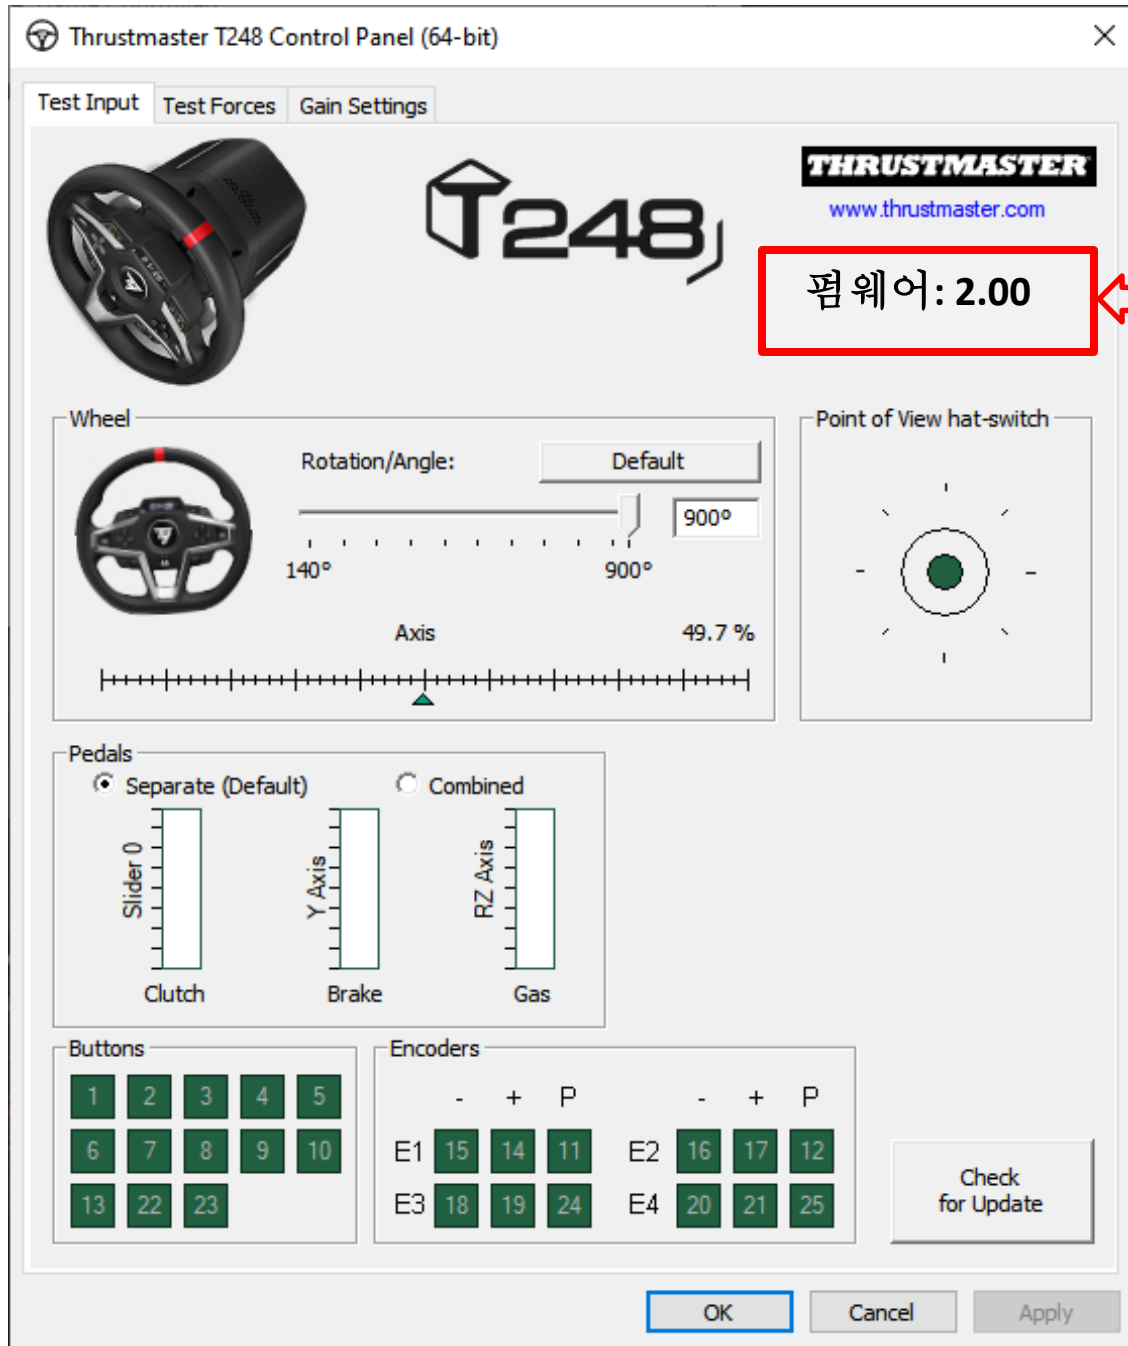 Thrustmaster T248 Control Panel (64-bit)
Test Input Test Forces Gain Settings
T248
THRUSTMASTER
www.thrustmaster.com
펌웨어: 2.00
Wheel
Rotation/Angle: Default
900°
140° 900°
Axis 49.7 %
Point of View hat-switch
Pedals
Separate (Default) Combined
Slider 0 Y Axis RZ Axis
Clutch Brake Gas
Buttons
1 2 3 4 5
6 7 8 9 10
13 22 23
Encoders
- + P - + P
E1 15 14 11 E2 16 17 12
E3 18 19 24 E4 20 21 25
Check
for Update
OK Cancel Apply